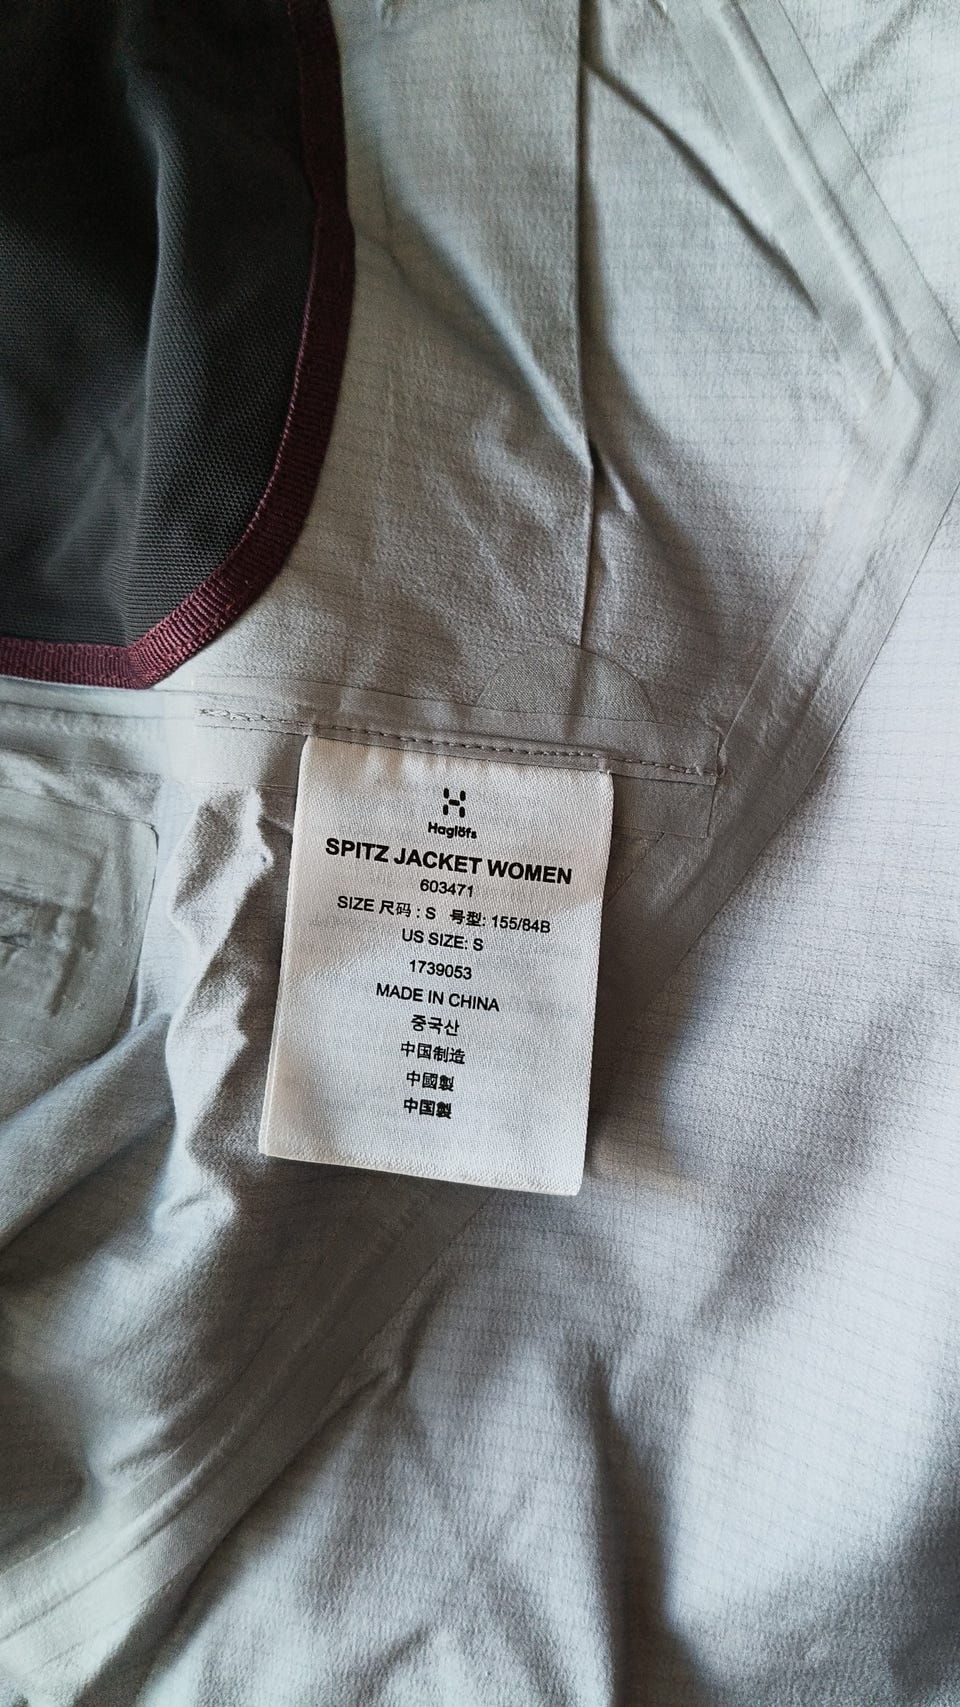 Haglöfs
SPITZ JACKET WOMEN
603471
SIZE 尺码 : S 号型: 155/84B
US SIZE: S
1739053
MADE IN CHINA
중국산
中国制造
中國製
中国製